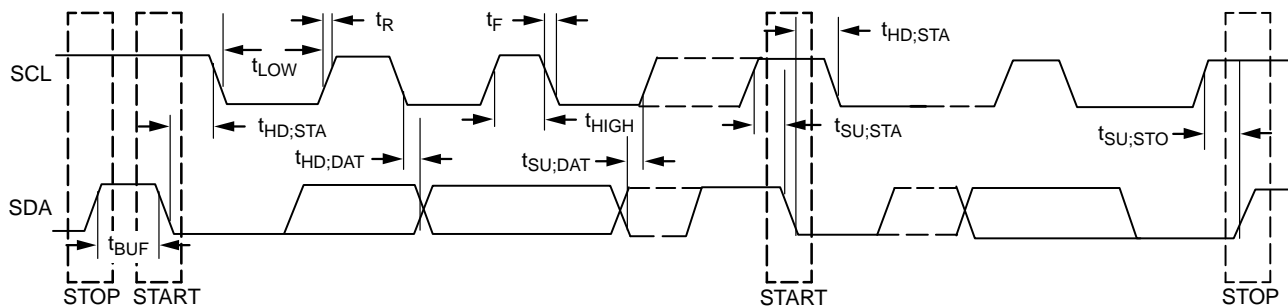 t_R
t_F
t_HD;STA
SCL
t_LOW
t_HD;STA
t_HIGH
t_SU;STA
t_SU;STO
t_HD;DAT
t_SU;DAT
SDA
t_BUF
STOP START START STOP